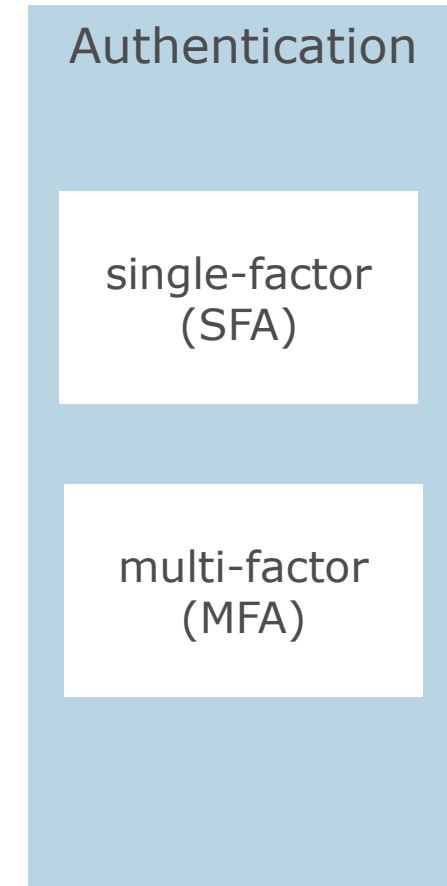 Authentication
single-factor
(SFA)
multi-factor
(MFA)